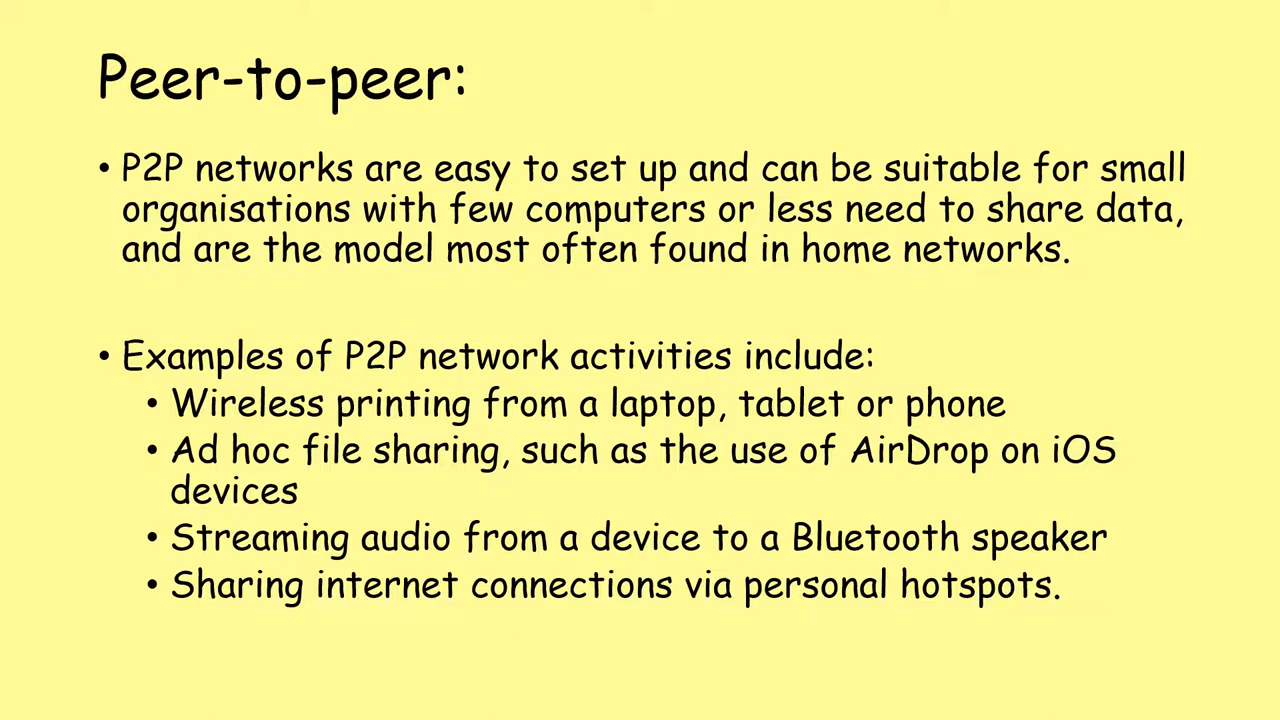 Peer-to-peer:
• P2P networks are easy to set up and can be suitable for small
organisations with few computers or less need to share data,
and are the model most often found in home networks.
• Examples of P2P network activities include:
• Wireless printing from a laptop, tablet or phone
• Ad hoc file sharing, such as the use of AirDrop on iOS
devices
• Streaming audio from a device to a Bluetooth speaker
• Sharing internet connections via personal hotspots.